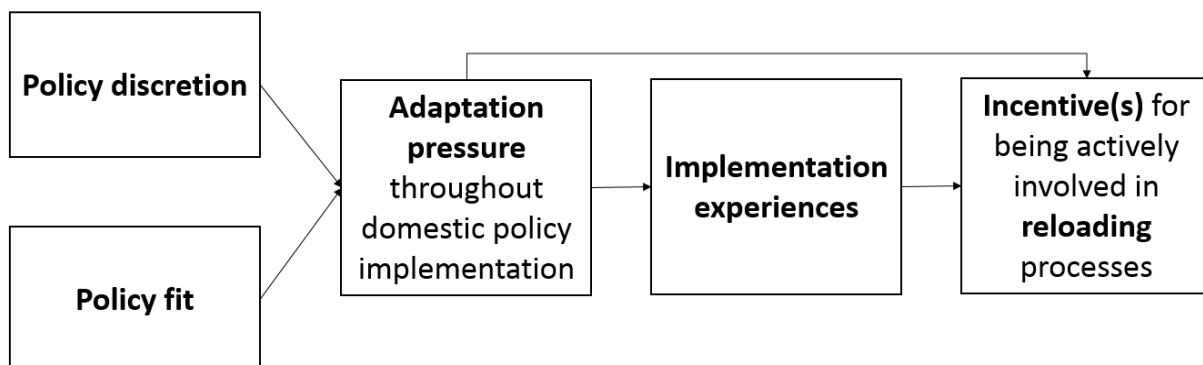 Policy discretion
Policy fit
Adaptation
pressure
throughout
domestic policy
implementation
Implementation
experiences
Incentive(s) for
being actively
involved in
reloading
processes